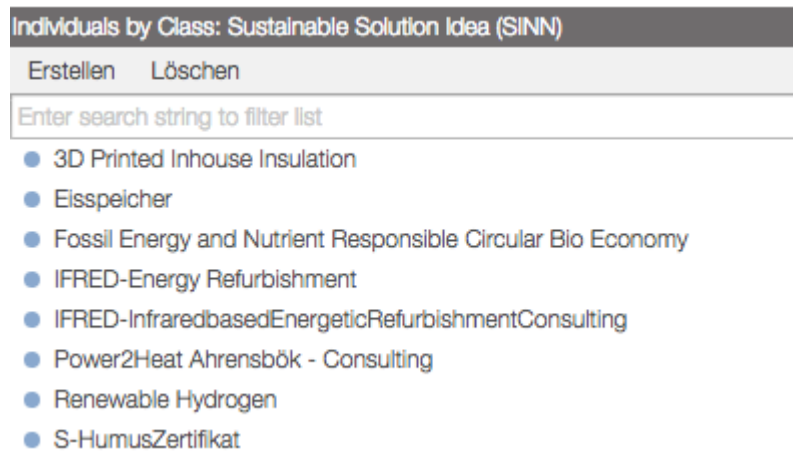 Individuals by Class: Sustainable Solution Idea (SINN)
Erstellen Löschen
Enter search string to filter list
3D Printed Inhouse Insulation
Eisspeicher
Fossil Energy and Nutrient Responsible Circular Bio Economy
IFRED-Energy Refurbishment
IFRED-InfraredbasedEnergeticRefurbishmentConsulting
Power2Heat Ahrensbök - Consulting
Renewable Hydrogen
S-HumusZertifikat